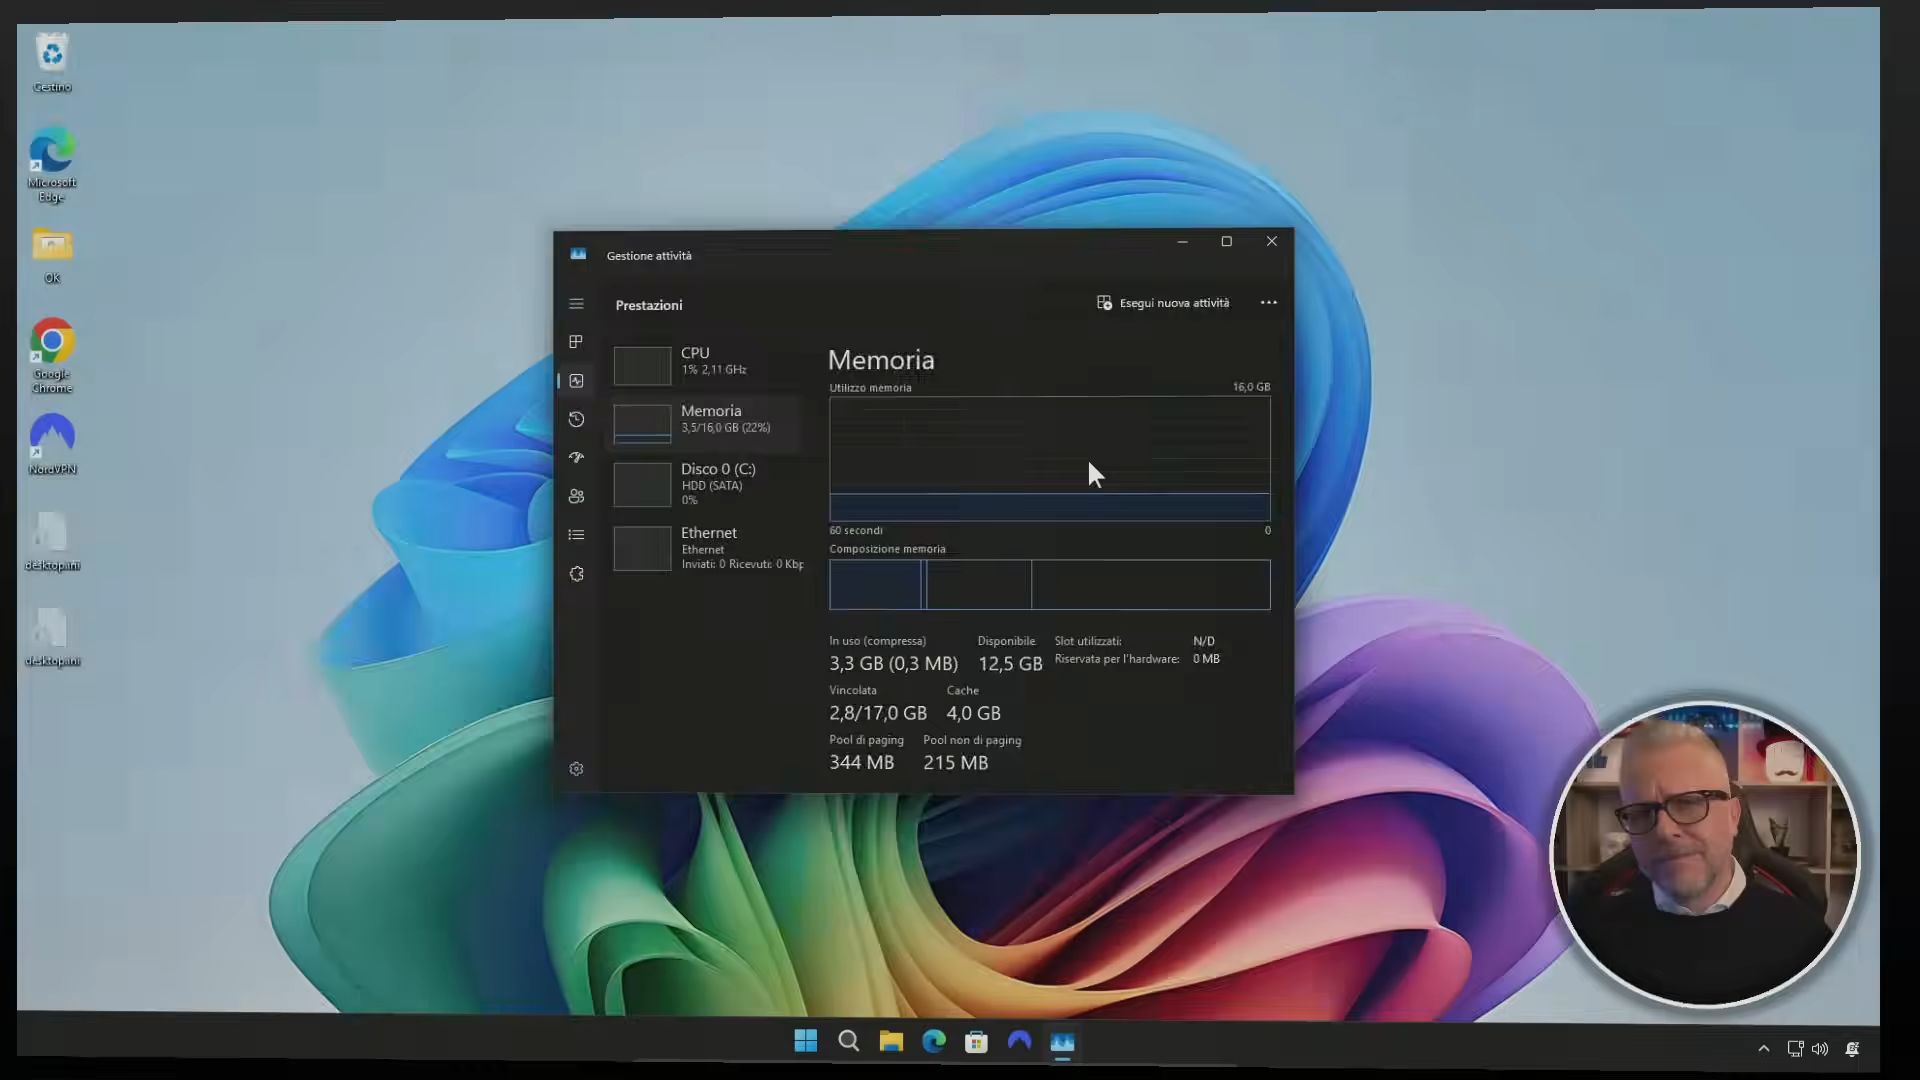 Cestino
Microsoft
Edge
OK
Google
Chrome
NordVPN
desktop.ini
desktop.ini
Gestione attività
Prestazioni
Esegui nuova attività
CPU
1% 2,11 GHz
Memoria
3,5/16,0 GB (22%)
Disco 0 (C:)
HDD (SATA)
0%
Ethernet
Ethernet
Inviati: 0 Ricevuti: 0 Kbp
Memoria
Utilizzo memoria
16,0 GB
60 secondi
0
Composizione memoria
In uso (compressa)
3,3 GB (0,3 MB)
Disponibile
12,5 GB
Slot utilizzati:
N/D
Riservata per l'hardware:
0 MB
Vincolata
2,8/17,0 GB
Cache
4,0 GB
Pool di paging
344 MB
Pool non di paging
215 MB